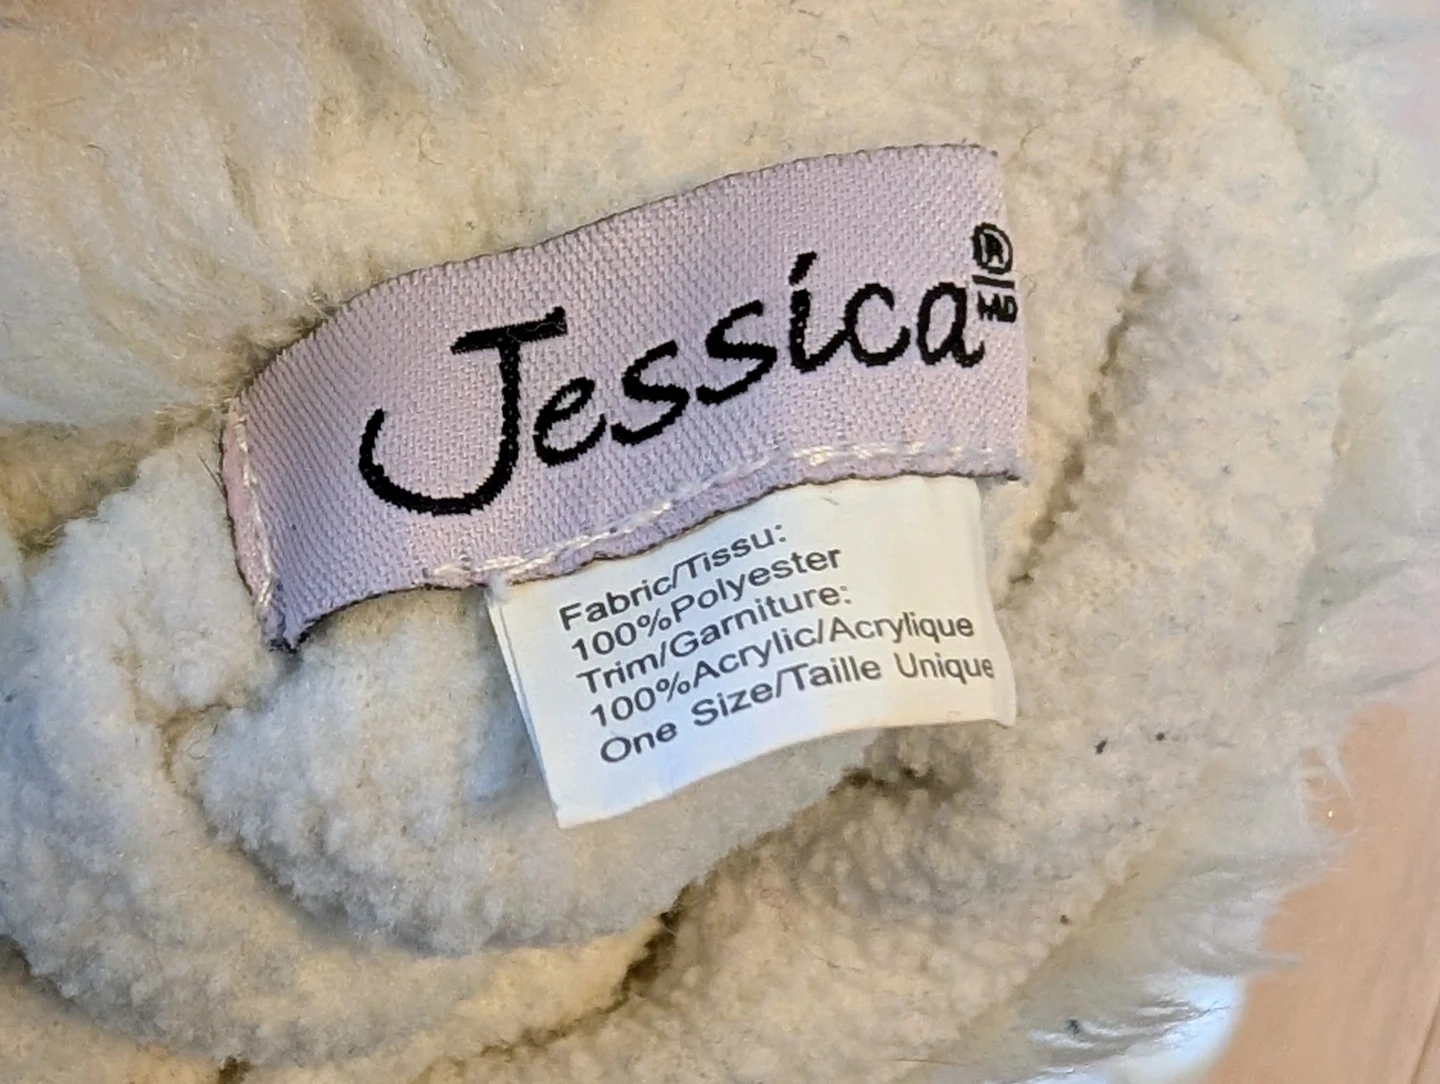 Jessica®
MD
Fabric/Tissu:
100%Polyester
Trim/Garniture:
100%Acrylic/Acrylique
One Size/Taille Unique